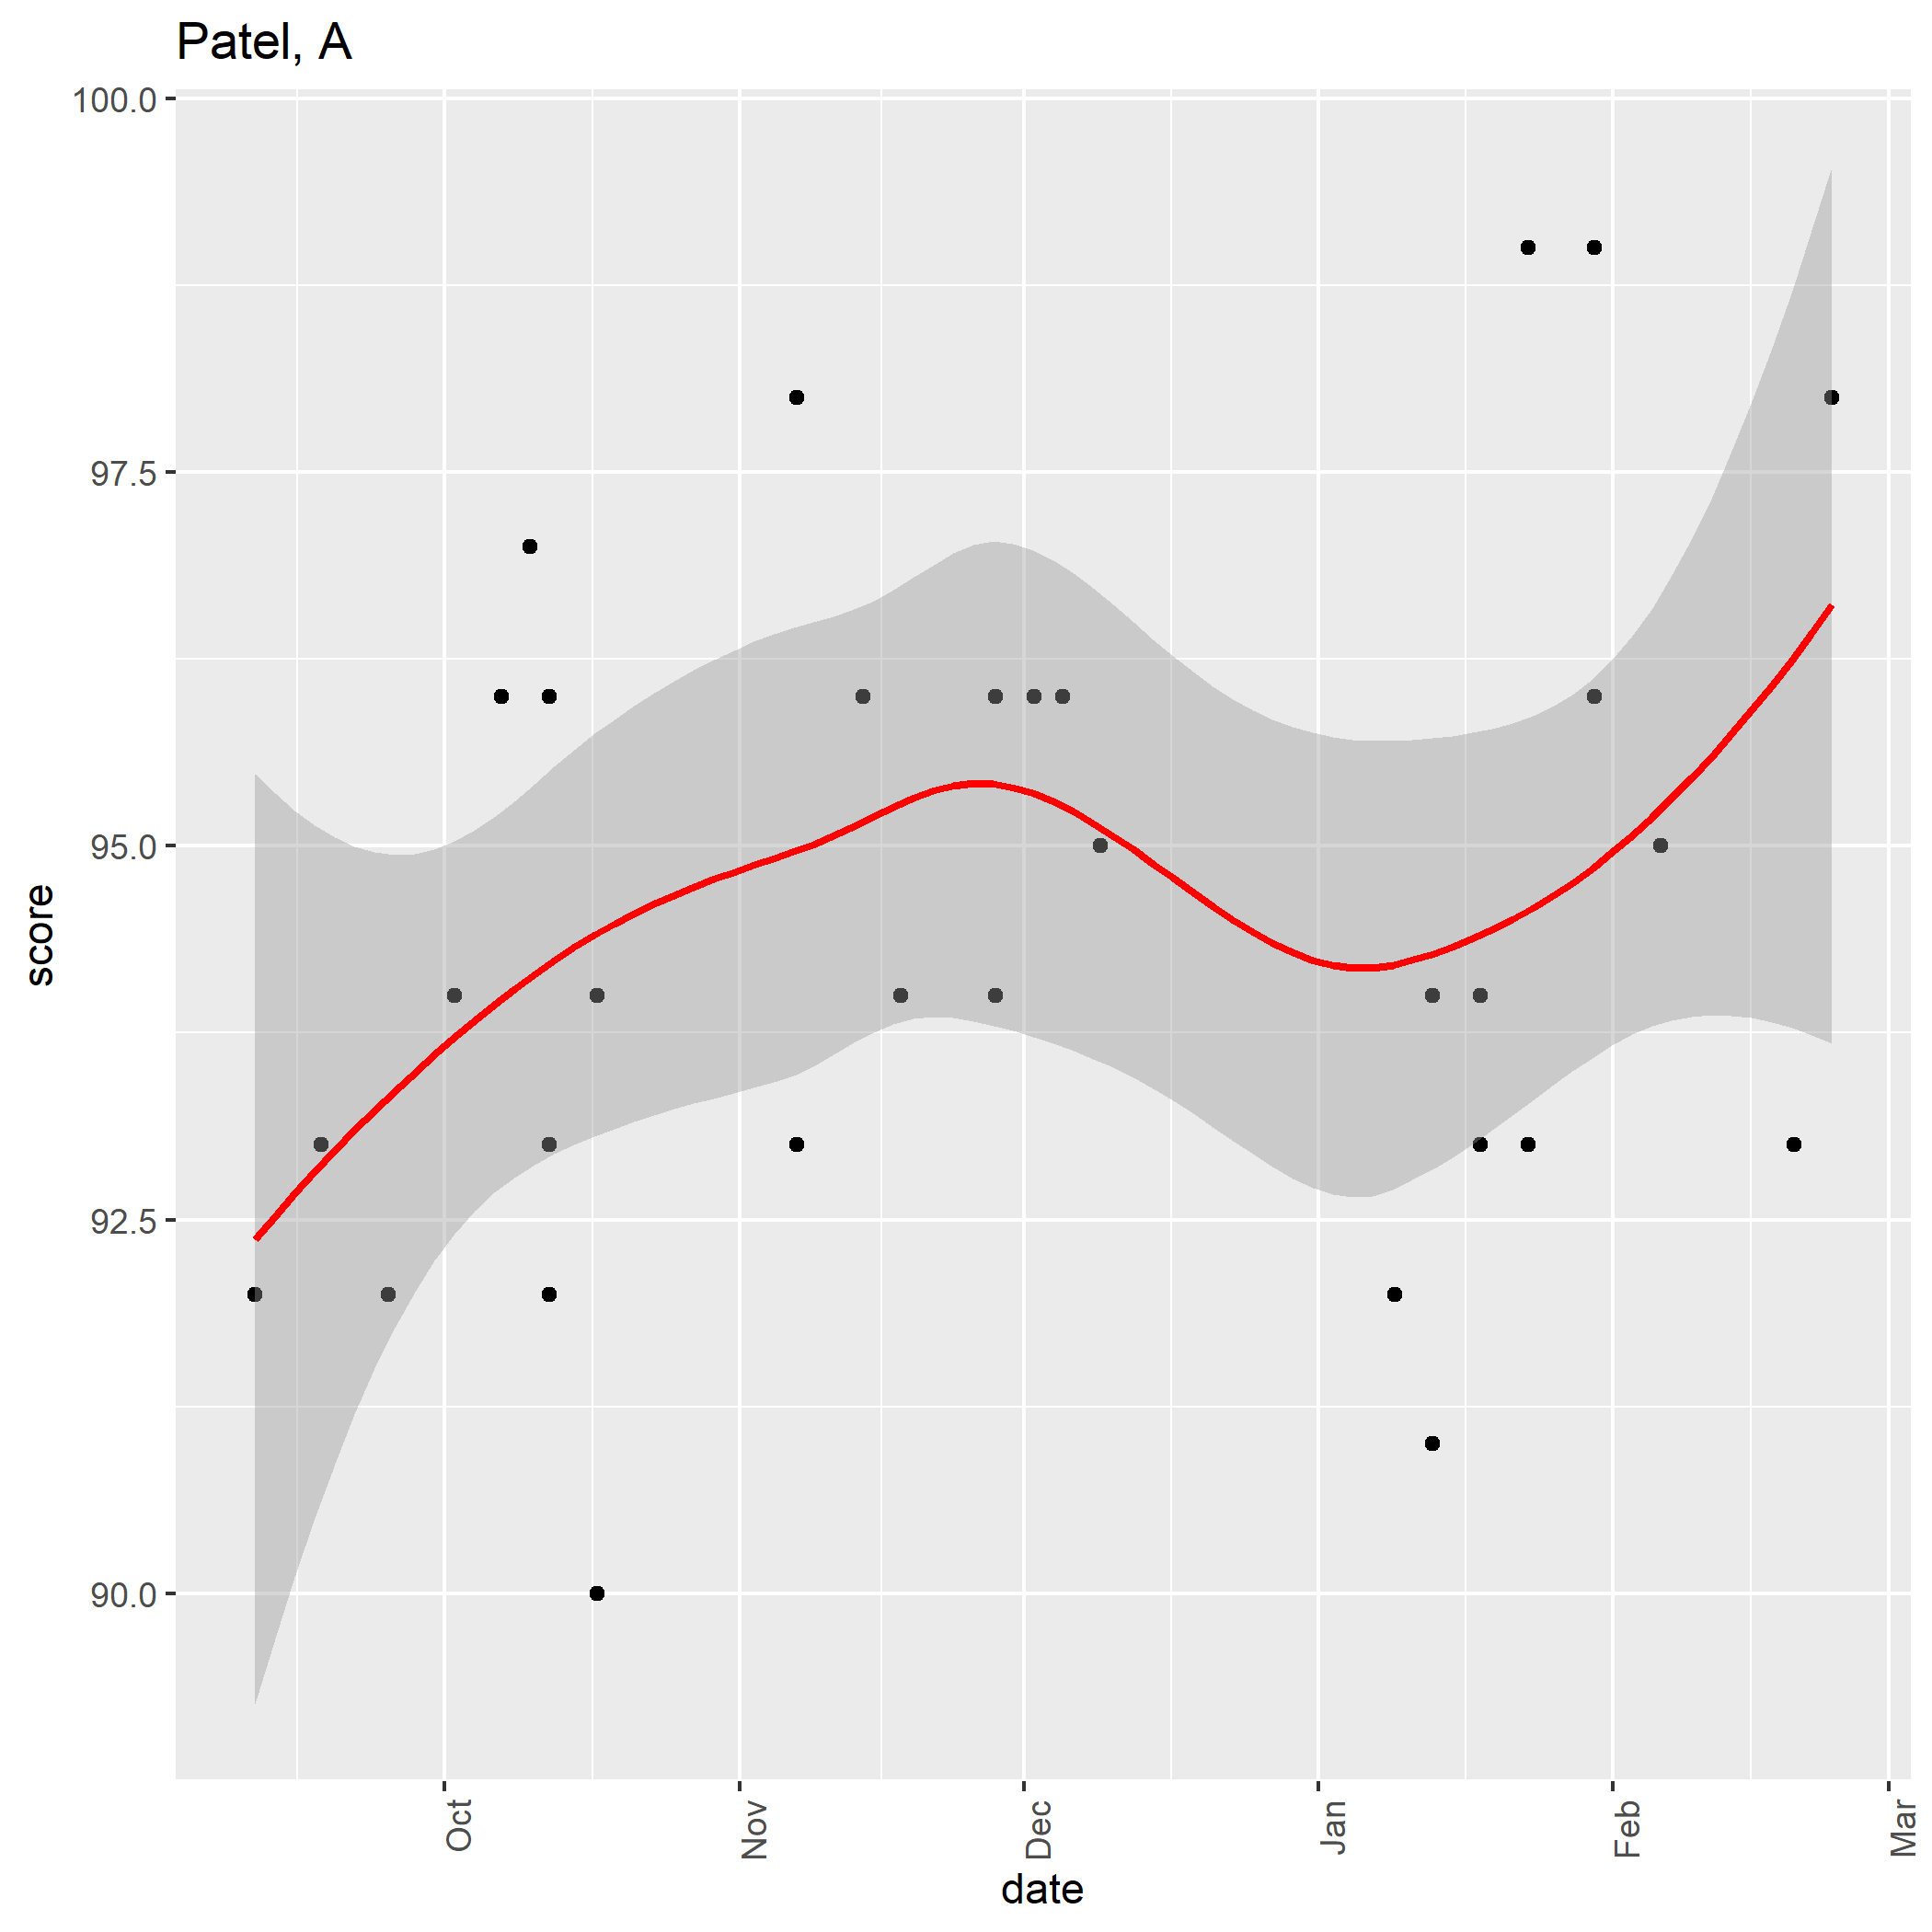 Patel, A
100.0
97.5
95.0
92.5
90.0
score
Oct
Nov
Dec
Jan
Feb
Mar
date